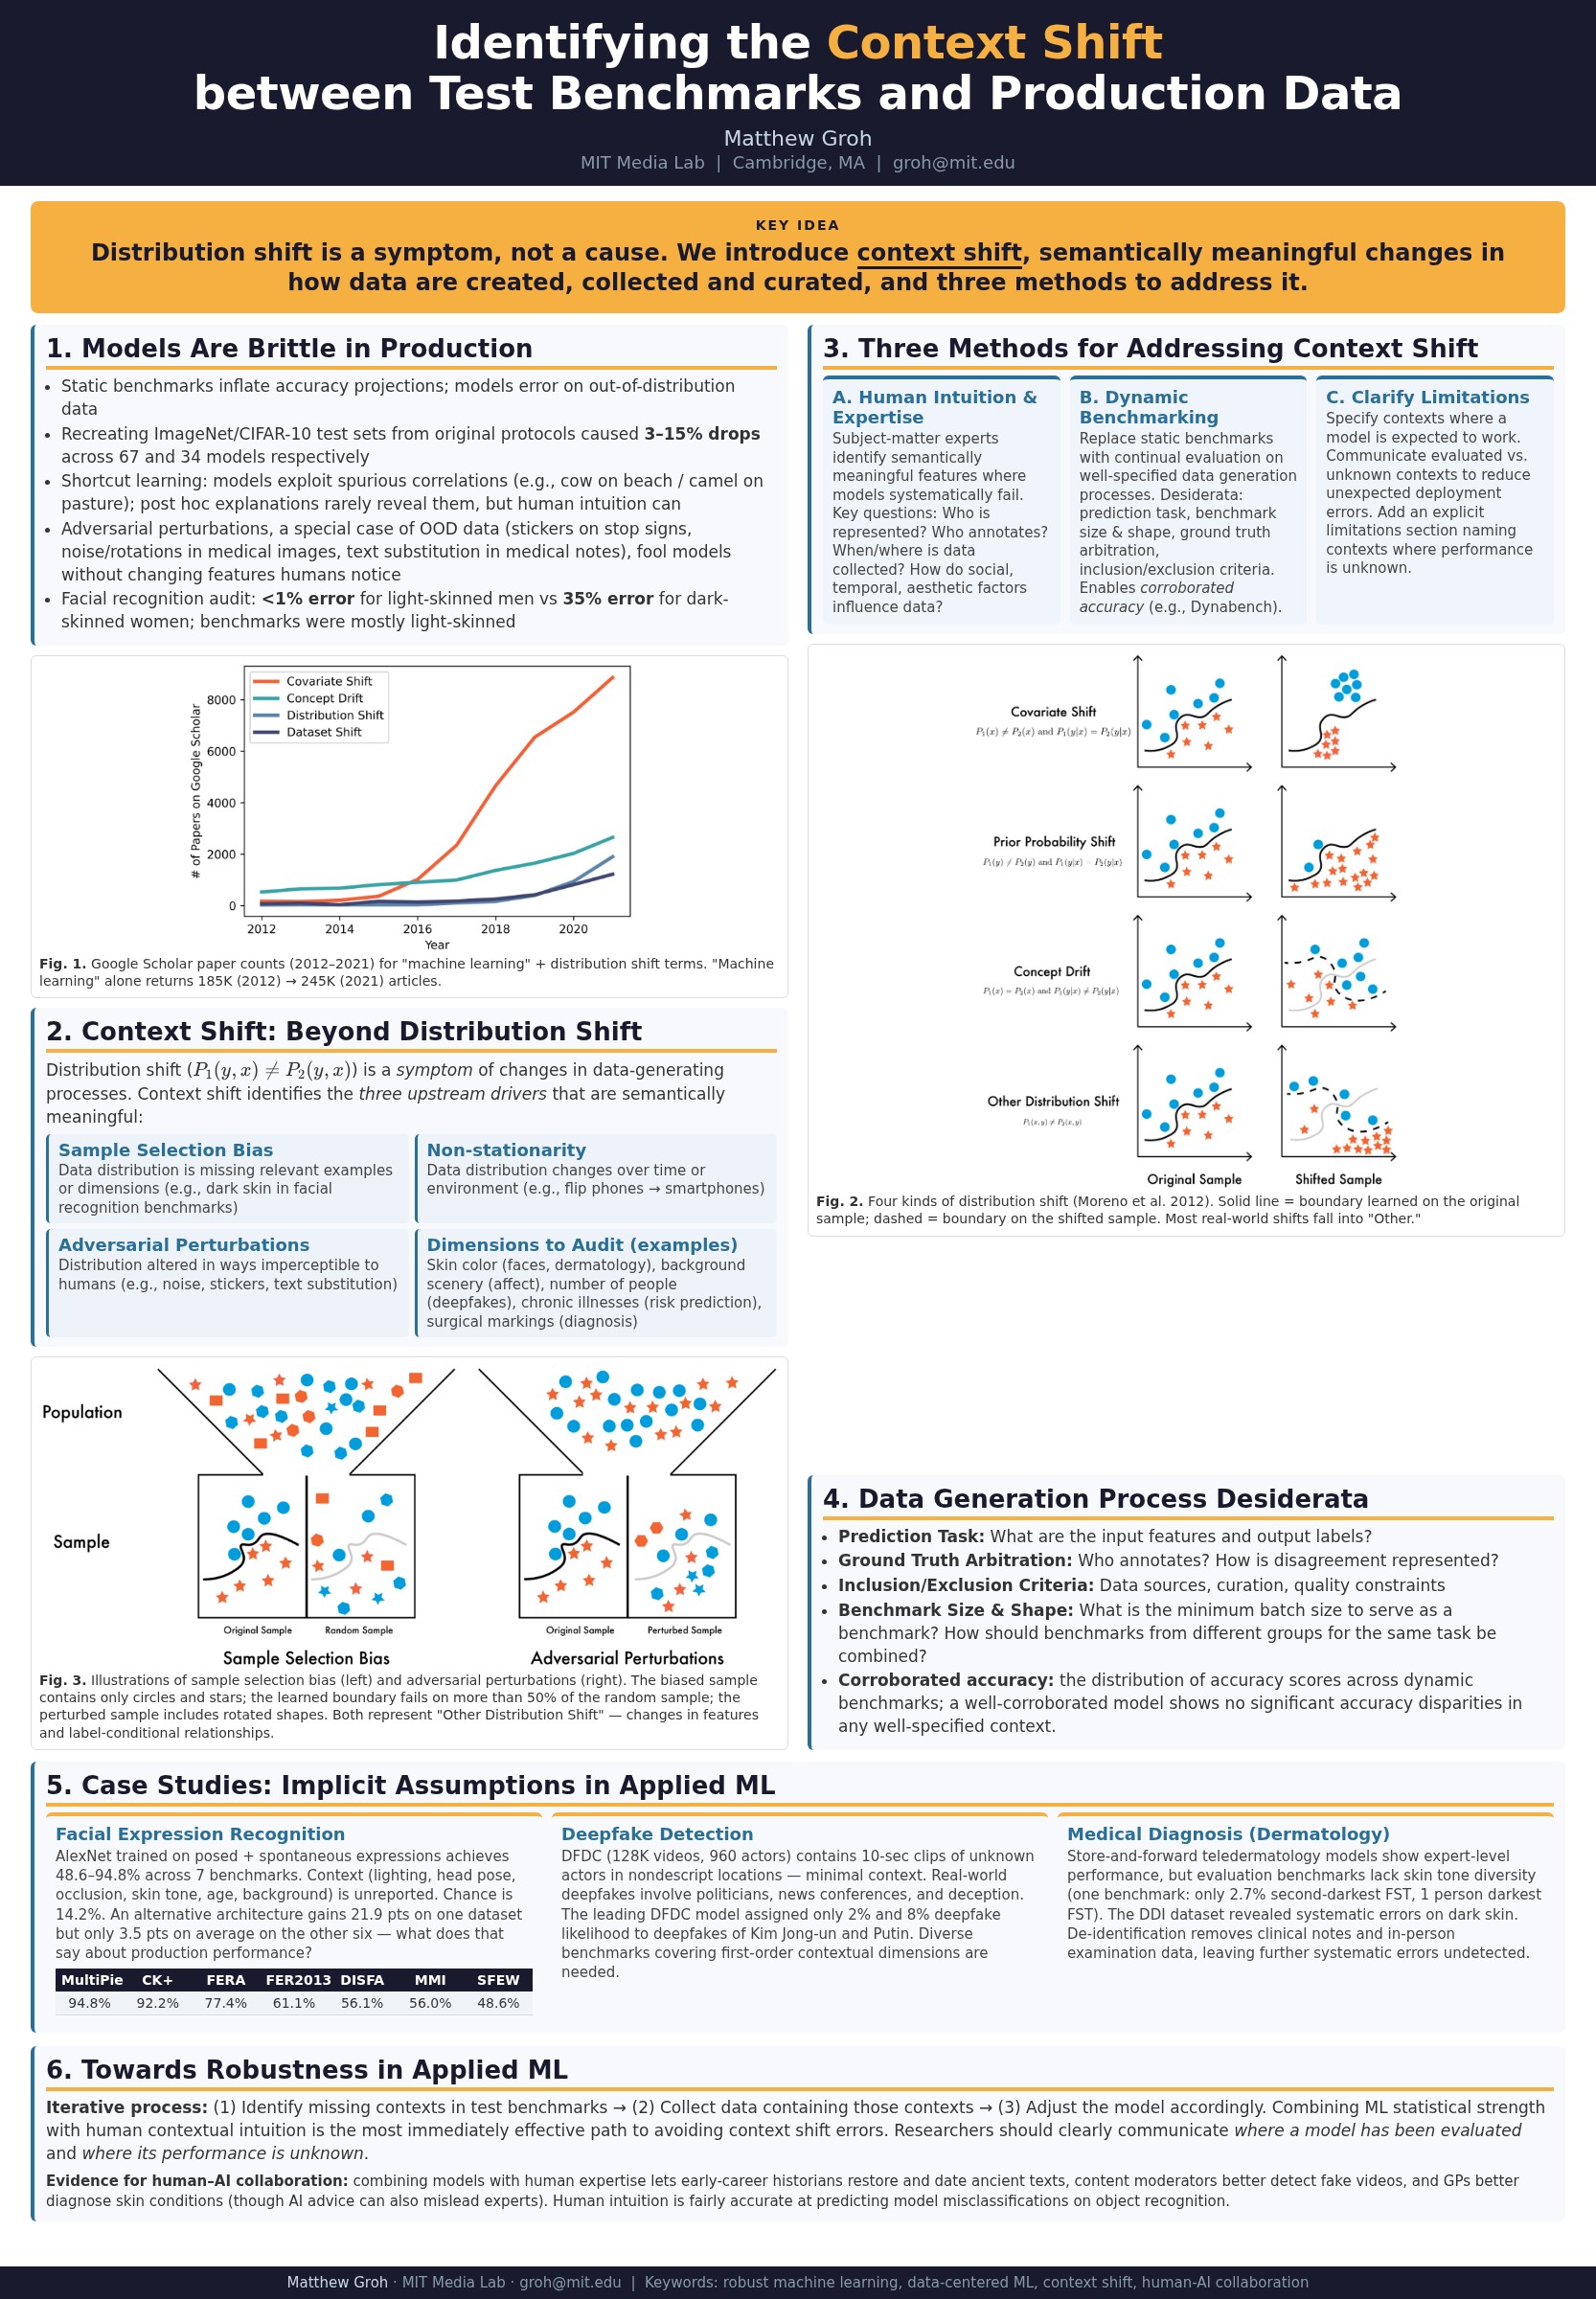 Identifying the Context Shift
between Test Benchmarks and Production Data
Matthew Groh
MIT Media Lab | Cambridge, MA | groh@mit.edu
KEY IDEA
Distribution shift is a symptom, not a cause. We introduce context shift, semantically meaningful changes in
how data are created, collected and curated, and three methods to address it.
1. Models Are Brittle in Production
• Static benchmarks inflate accuracy projections; models error on out-of-distribution
data
• Recreating ImageNet/CIFAR-10 test sets from original protocols caused 3–15% drops
across 67 and 34 models respectively
• Shortcut learning: models exploit spurious correlations (e.g., cow on beach / camel on
pasture); post hoc explanations rarely reveal them, but human intuition can
• Adversarial perturbations, a special case of OOD data (stickers on stop signs,
noise/rotations in medical images, text substitution in medical notes), fool models
without changing features humans notice
• Facial recognition audit: <1% error for light-skinned men vs 35% error for dark-
skinned women; benchmarks were mostly light-skinned
Covariate Shift
Concept Drift
Distribution Shift
Dataset Shift
# of Papers on Google Scholar
8000
6000
4000
2000
0
2012 2014 2016 2018 2020
Year
Fig. 1. Google Scholar paper counts (2012–2021) for "machine learning" + distribution shift terms. "Machine
learning" alone returns 185K (2012) → 245K (2021) articles.
2. Context Shift: Beyond Distribution Shift
Distribution shift (P₁(y, x) ≠ P₂(y, x)) is a symptom of changes in data-generating
processes. Context shift identifies the three upstream drivers that are semantically
meaningful:
Sample Selection Bias
Data distribution is missing relevant examples
or dimensions (e.g., dark skin in facial
recognition benchmarks)
Non-stationarity
Data distribution changes over time or
environment (e.g., flip phones → smartphones)
Adversarial Perturbations
Distribution altered in ways imperceptible to
humans (e.g., noise, stickers, text substitution)
Dimensions to Audit (examples)
Skin color (faces, dermatology), background
scenery (affect), number of people
(deepfakes), chronic illnesses (risk prediction),
surgical markings (diagnosis)
Population
Sample
Original Sample Random Sample
Sample Selection Bias
Original Sample Perturbed Sample
Adversarial Perturbations
Fig. 3. Illustrations of sample selection bias (left) and adversarial perturbations (right). The biased sample
contains only circles and stars; the learned boundary fails on more than 50% of the random sample; the
perturbed sample includes rotated shapes. Both represent "Other Distribution Shift" — changes in features
and label-conditional relationships.
3. Three Methods for Addressing Context Shift
A. Human Intuition &
Expertise
Subject-matter experts
identify semantically
meaningful features where
models systematically fail.
Key questions: Who is
represented? Who annotates?
When/where is data
collected? How do social,
temporal, aesthetic factors
influence data?
B. Dynamic
Benchmarking
Replace static benchmarks
with continual evaluation on
well-specified data generation
processes. Desiderata:
prediction task, benchmark
size & shape, ground truth
arbitration,
inclusion/exclusion criteria.
Enables corroborated
accuracy (e.g., Dynabench).
C. Clarify Limitations
Specify contexts where a
model is expected to work.
Communicate evaluated vs.
unknown contexts to reduce
unexpected deployment
errors. Add an explicit
limitations section naming
contexts where performance
is unknown.
Covariate Shift
P₁(x) ≠ P₂(x) and P₁(y|x) = P₂(y|x)
Prior Probability Shift
P₁(y) ≠ P₂(y) and P₁(y|x) = P₂(y|x)
Concept Drift
P₁(x) = P₂(x) and P₁(y|x) ≠ P₂(y|x)
Other Distribution Shift
P₁(x,y) ≠ P₂(x,y)
Original Sample Shifted Sample
Fig. 2. Four kinds of distribution shift (Moreno et al. 2012). Solid line = boundary learned on the original
sample; dashed = boundary on the shifted sample. Most real-world shifts fall into "Other."
4. Data Generation Process Desiderata
• Prediction Task: What are the input features and output labels?
• Ground Truth Arbitration: Who annotates? How is disagreement represented?
• Inclusion/Exclusion Criteria: Data sources, curation, quality constraints
• Benchmark Size & Shape: What is the minimum batch size to serve as a
benchmark? How should benchmarks from different groups for the same task be
combined?
• Corroborated accuracy: the distribution of accuracy scores across dynamic
benchmarks; a well-corroborated model shows no significant accuracy disparities in
any well-specified context.
5. Case Studies: Implicit Assumptions in Applied ML
Facial Expression Recognition
AlexNet trained on posed + spontaneous expressions achieves
48.6–94.8% across 7 benchmarks. Context (lighting, head pose,
occlusion, skin tone, age, background) is unreported. Chance is
14.2%. An alternative architecture gains 21.9 pts on one dataset
but only 3.5 pts on average on the other six — what does that
say about production performance?
MultiPie CK+ FERA FER2013 DISFA MMI SFEW
94.8% 92.2% 77.4% 61.1% 56.1% 56.0% 48.6%
Deepfake Detection
DFDC (128K videos, 960 actors) contains 10-sec clips of unknown
actors in nondescript locations — minimal context. Real-world
deepfakes involve politicians, news conferences, and deception.
The leading DFDC model assigned only 2% and 8% deepfake
likelihood to deepfakes of Kim Jong-un and Putin. Diverse
benchmarks covering first-order contextual dimensions are
needed.
Medical Diagnosis (Dermatology)
Store-and-forward teledermatology models show expert-level
performance, but evaluation benchmarks lack skin tone diversity
(one benchmark: only 2.7% second-darkest FST, 1 person darkest
FST). The DDI dataset revealed systematic errors on dark skin.
De-identification removes clinical notes and in-person
examination data, leaving further systematic errors undetected.
6. Towards Robustness in Applied ML
Iterative process: (1) Identify missing contexts in test benchmarks → (2) Collect data containing those contexts → (3) Adjust the model accordingly. Combining ML statistical strength
with human contextual intuition is the most immediately effective path to avoiding context shift errors. Researchers should clearly communicate where a model has been evaluated
and where its performance is unknown.
Evidence for human–AI collaboration: combining models with human expertise lets early-career historians restore and date ancient texts, content moderators better detect fake videos, and GPs better
diagnose skin conditions (though AI advice can also mislead experts). Human intuition is fairly accurate at predicting model misclassifications on object recognition.
Matthew Groh · MIT Media Lab · groh@mit.edu | Keywords: robust machine learning, data-centered ML, context shift, human-AI collaboration